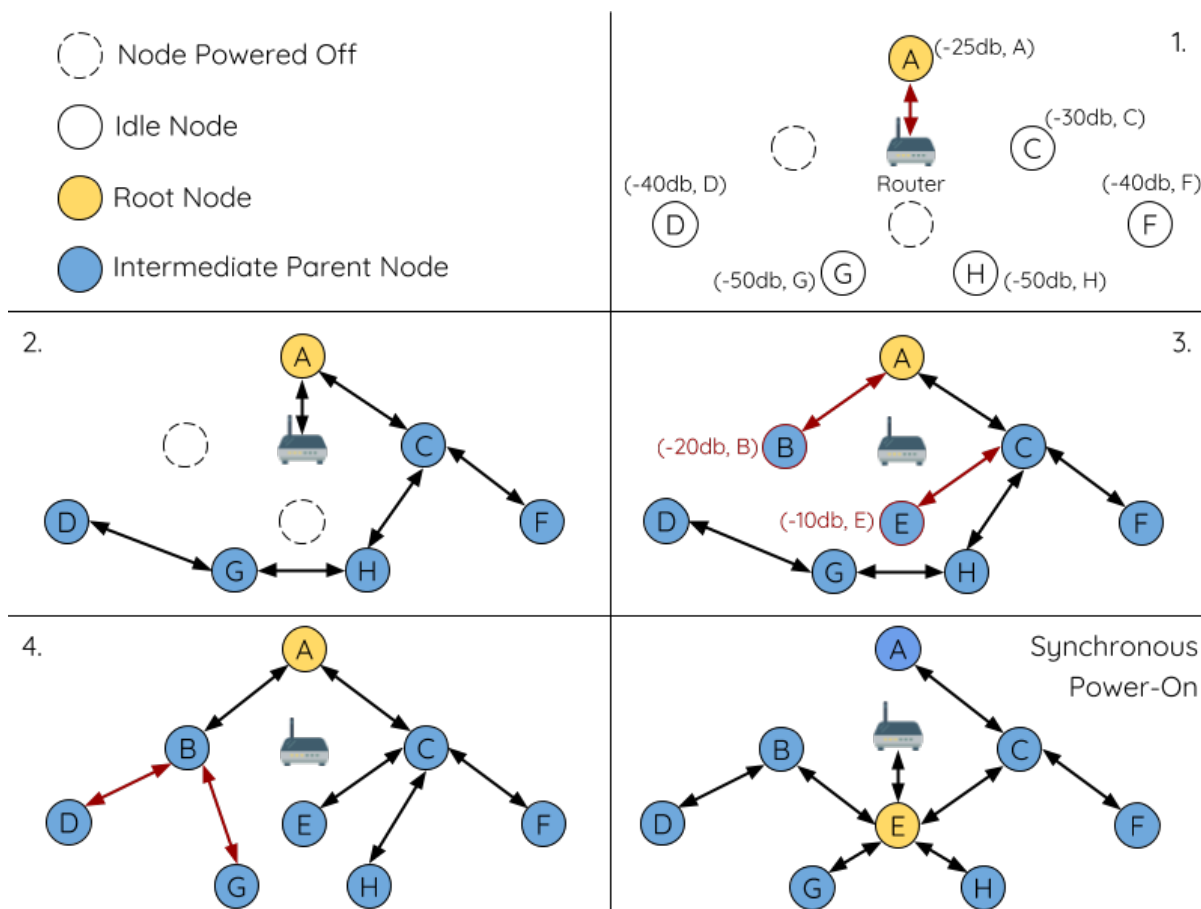 Node Powered Off
Idle Node
Root Node
Intermediate Parent Node
1.
A
(-25db, A)
C
(-30db, C)
Router
(-40db, D)
D
(-40db, F)
F
(-50db, G)
G
H
(-50db, H)
2.
A
C
D
F
G
H
3.
A
B
(-20db, B)
C
(-10db, E)
E
D
F
G
H
4.
A
B
C
D
E
F
G
H
Synchronous
Power-On
A
B
C
D
E
F
G
H